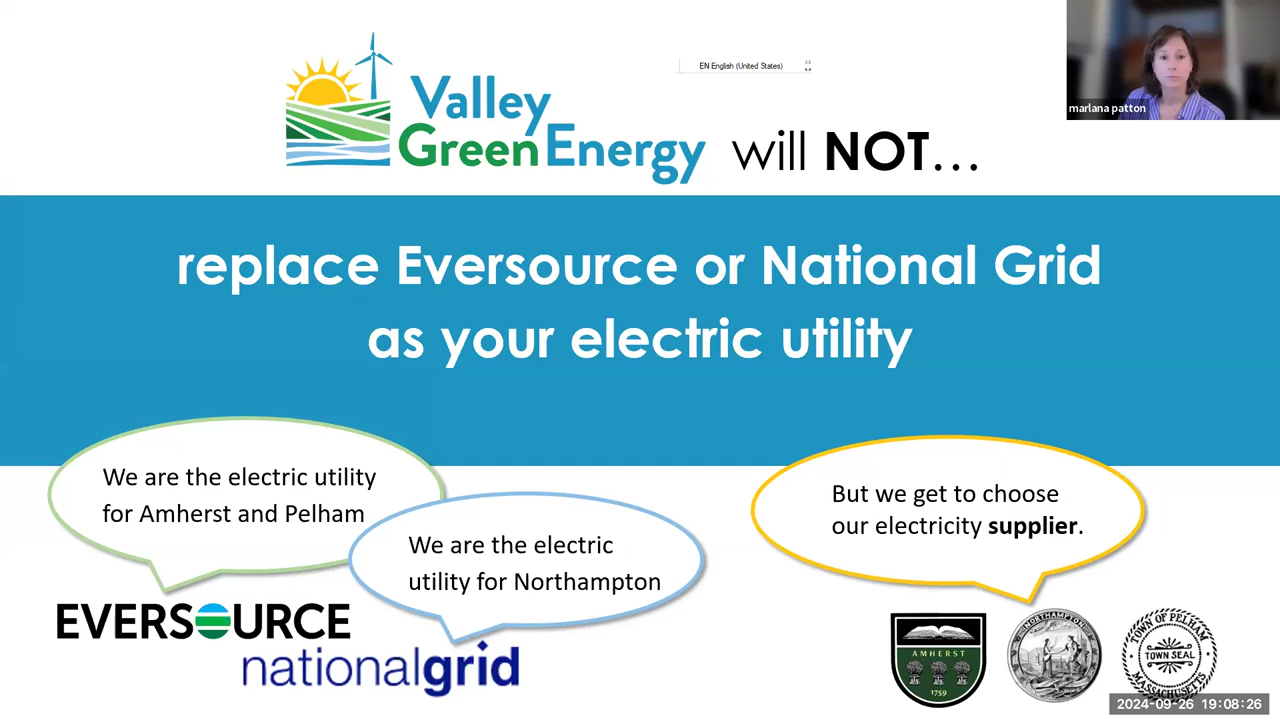 EN English (United States)
marlana patton
Valley
GreenEnergy will NOT...
replace Eversource or National Grid
as your electric utility
We are the electric utility
for Amherst and Pelham
We are the electric
utility for Northampton
But we get to choose
our electricity supplier.
EVERSOURCE
nationalgrid
AMHERST
1759
NORTHAMPTON
TOWN OF PELHAM
TOWN SEAL
MASSACHUSETTS
2024-09-26 19:08:26